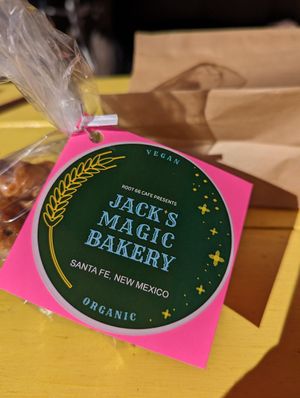 VEGAN
ROOT 66 CAFE PRESENTS
JACK'S
MAGIC
BAKERY
SANTA FE, NEW MEXICO
ORGANIC